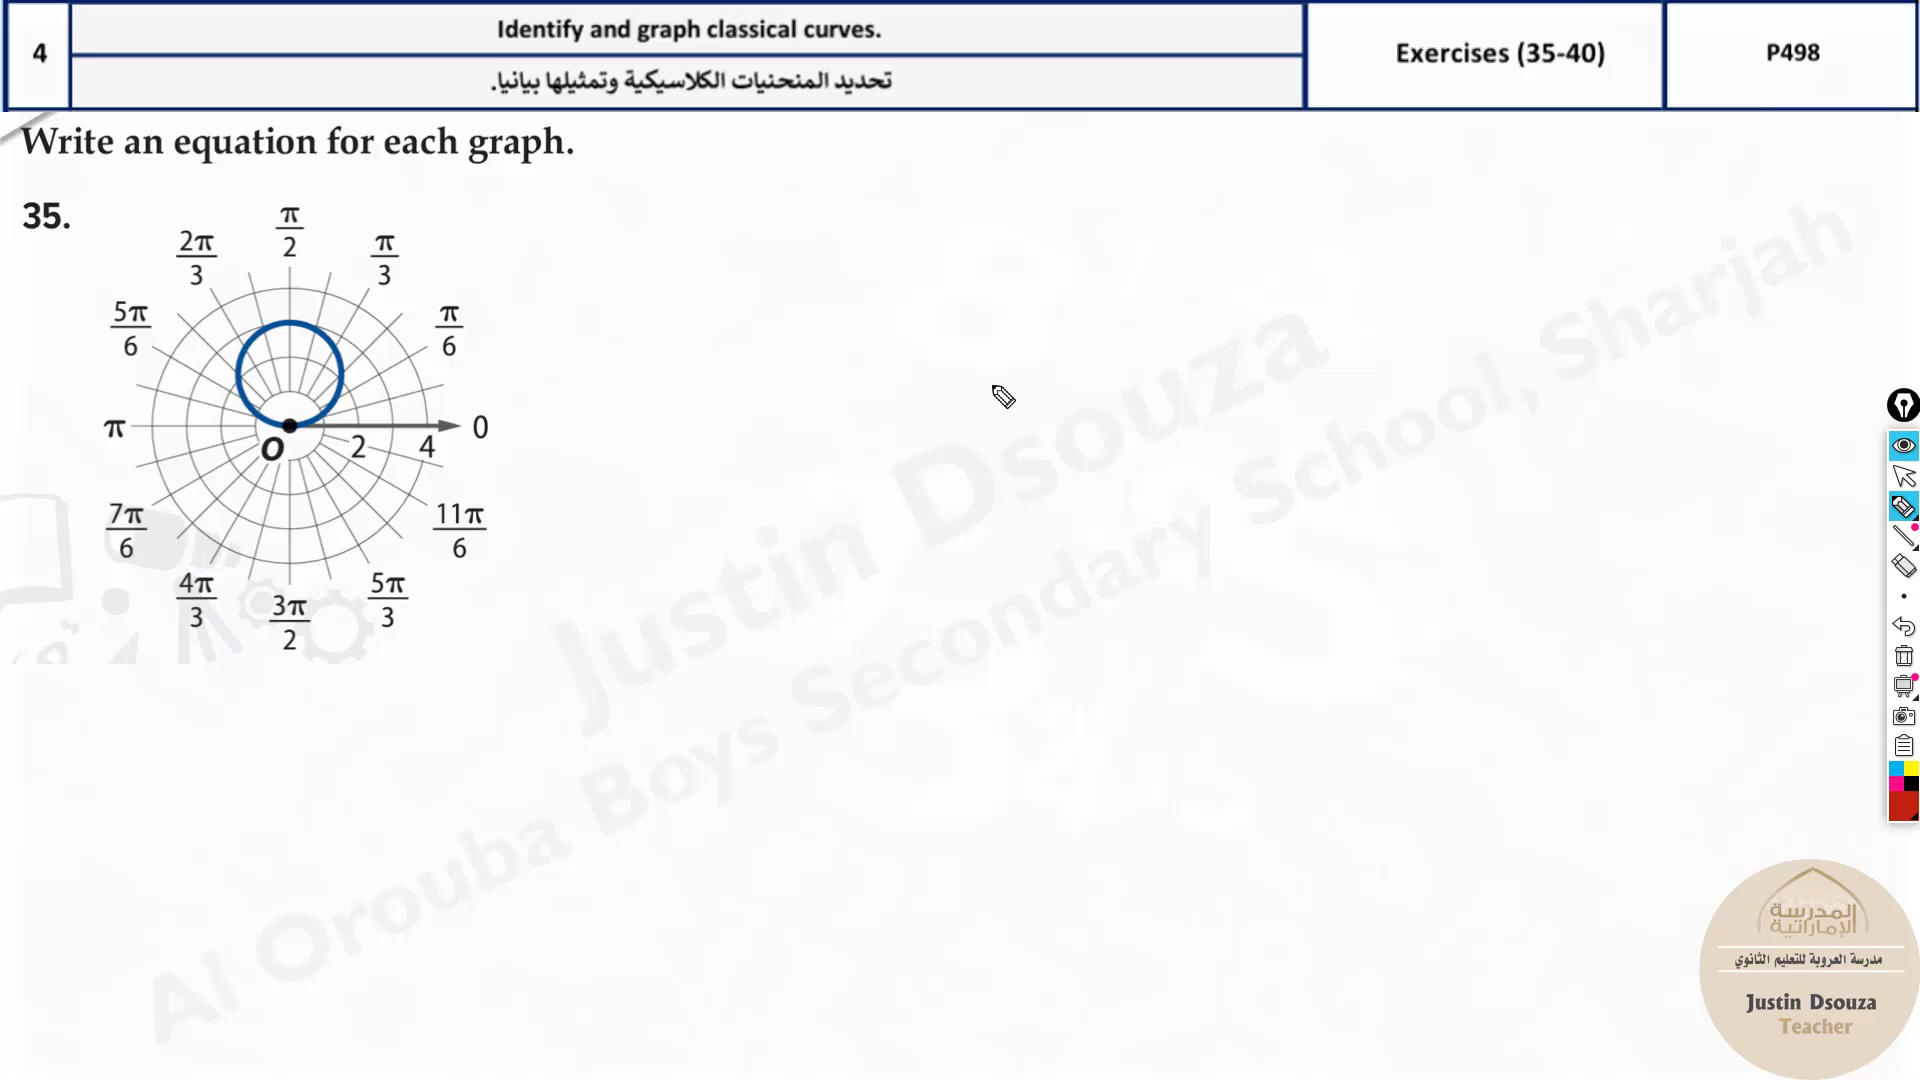 4
Identify and graph classical curves.
تحديد المنحنيات الكلاسيكية وتمثيلها بيانيا.
Exercises (35-40)
P498
Write an equation for each graph.
35.
π/2
2π/3
π/3
5π/6
π/6
π
0
O
2
4
7π/6
11π/6
4π/3
3π/2
5π/3
Justin Dsouza
Al Orouba Boys Secondary School, Sharjah
المدرسة
الإماراتية
مدرسة العروبة للتعليم الثانوي
Justin Dsouza
Teacher